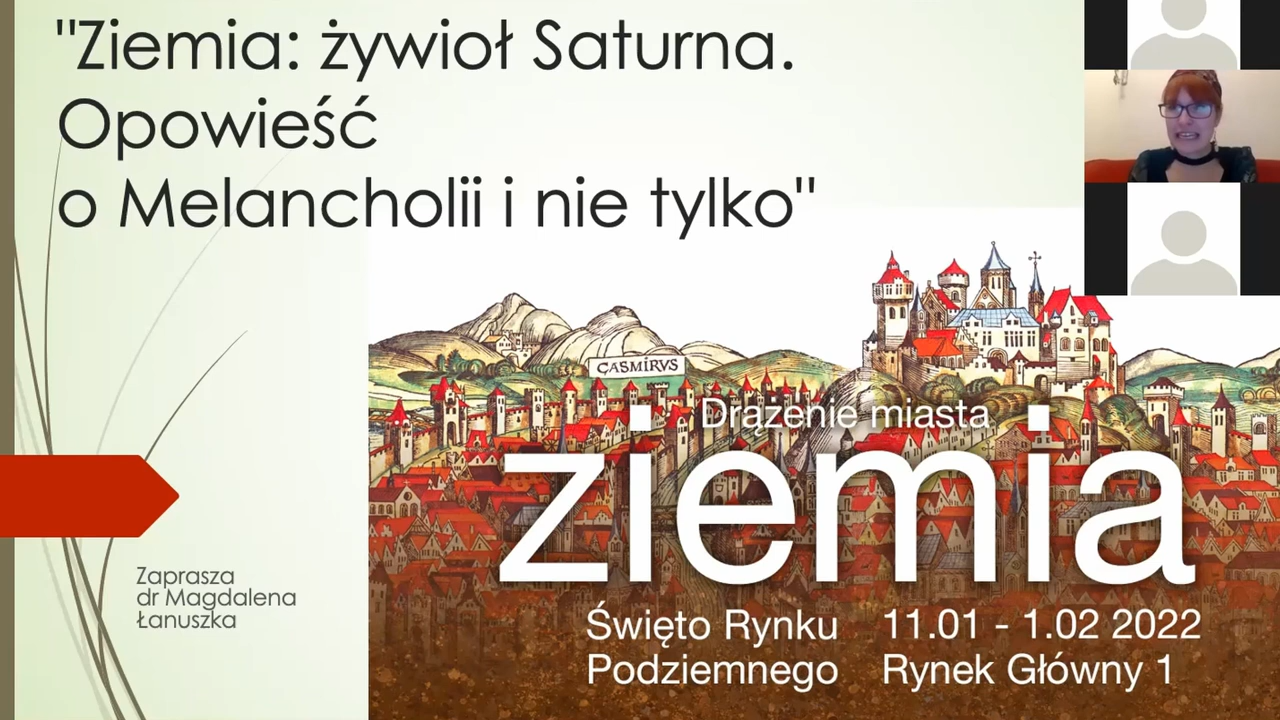 "Ziemia: żywioł Saturna.
Opowieść
o Melancholii i nie tylko"
CASMIRVS
Drążenie miasta
ziemia
Zaprasza
dr Magdalena
Łanuszka
Święto Rynku
Podziemnego
11.01 - 1.02 2022
Rynek Główny 1